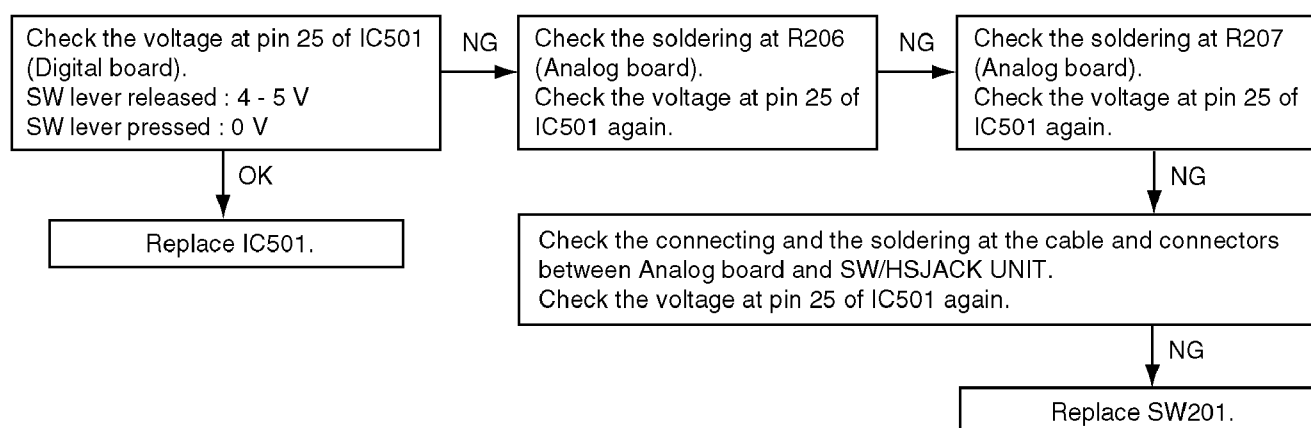 Check the voltage at pin 25 of IC501
(Digital board).
SW lever released : 4 - 5 V
SW lever pressed : 0 V
NG
Check the soldering at R206
(Analog board).
Check the voltage at pin 25 of
IC501 again.
NG
Check the soldering at R207
(Analog board).
Check the voltage at pin 25 of
IC501 again.
OK
NG
Replace IC501.
Check the connecting and the soldering at the cable and connectors
between Analog board and SW/HSJACK UNIT.
Check the voltage at pin 25 of IC501 again.
NG
Replace SW201.